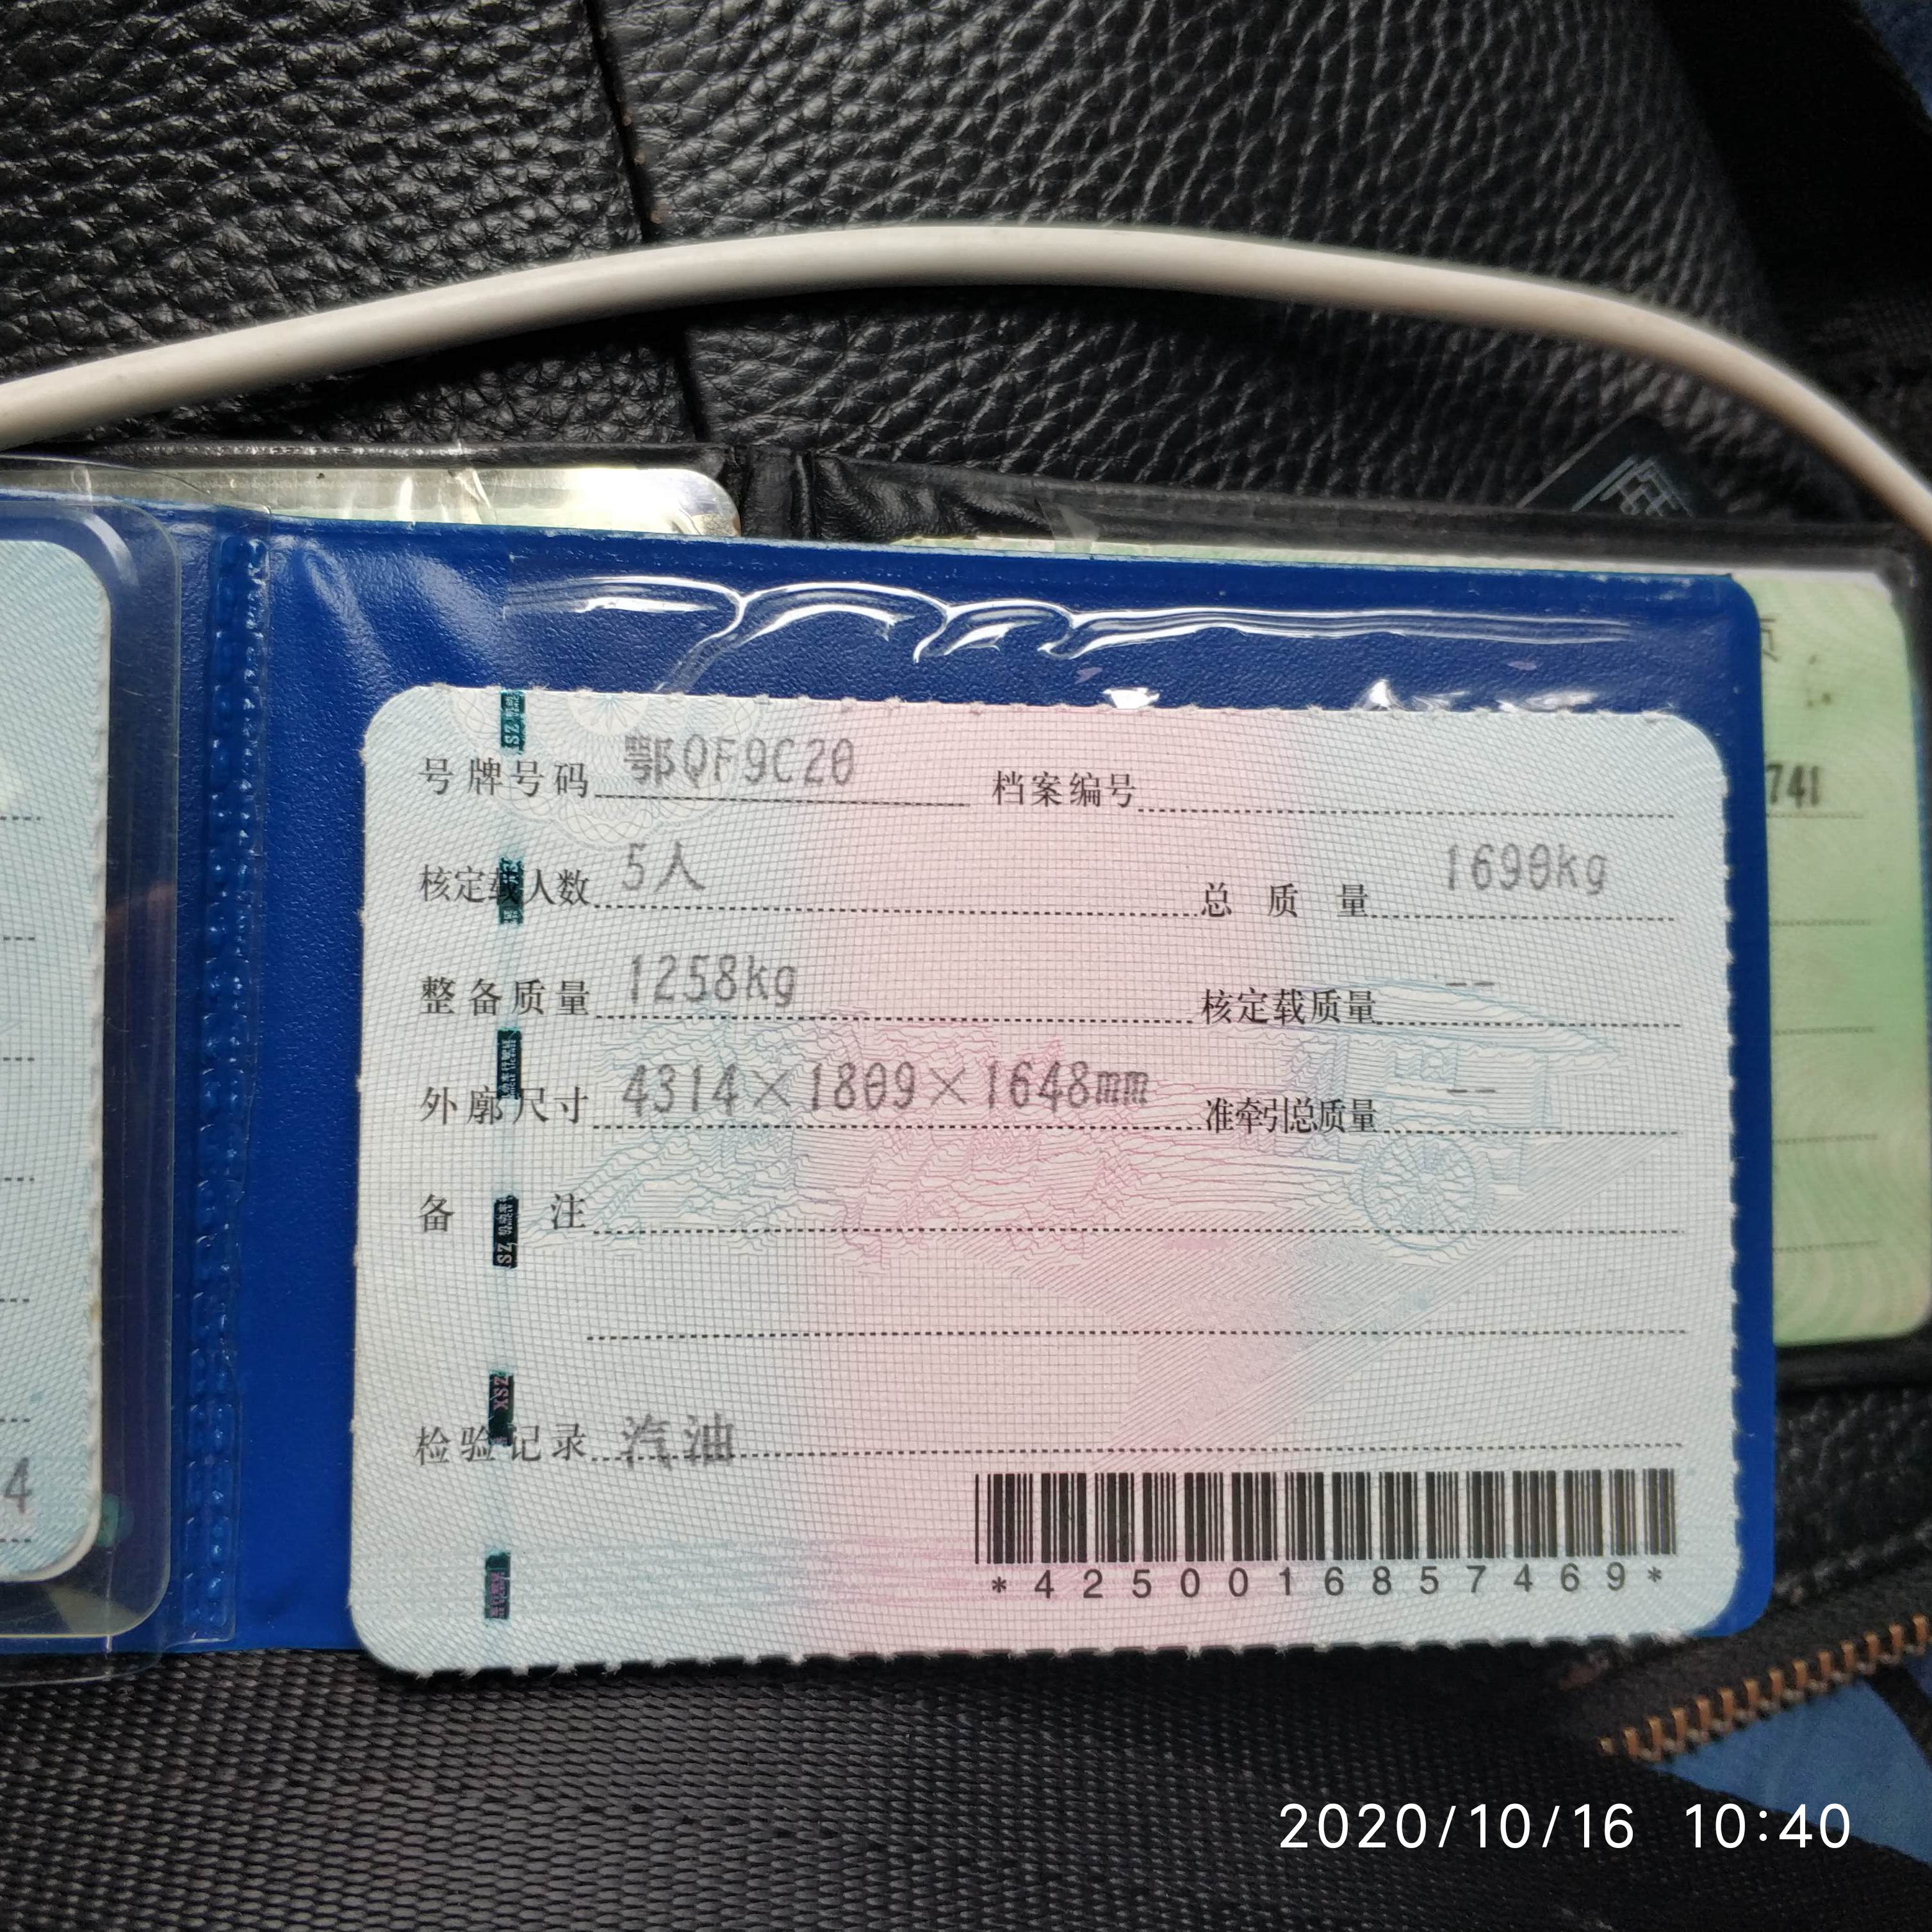 号牌号码 鄂QF9C20 档案编号
核定载人数 5人 总质量 1690kg
整备质量 1258kg 核定载质量 --
外廓尺寸 4314×1809×1648mm 准牵引总质量 --
备注
检验记录 汽油
*4250016857469*
741
4
2020/10/16 10:40